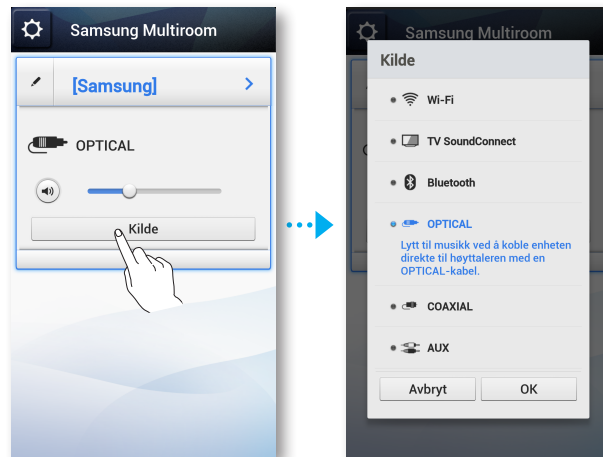 Samsung Multiroom
[Samsung]
OPTICAL
Kilde
Samsung Multiroom
Kilde
Wi-Fi
TV SoundConnect
Bluetooth
OPTICAL
Lytt til musikk ved å koble enheten
direkte til høyttaleren med en
OPTICAL-kabel.
COAXIAL
AUX
Avbryt OK